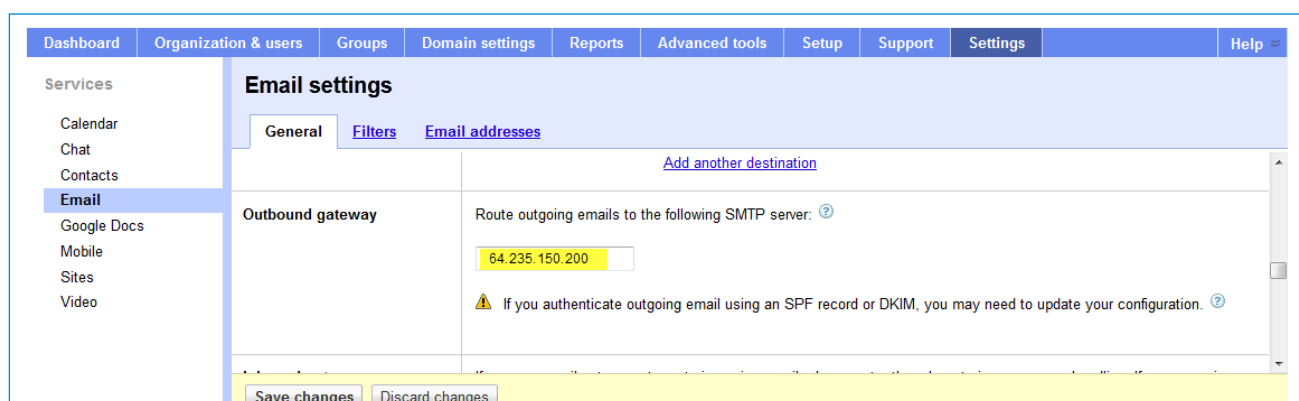 Dashboard Organization & users Groups Domain settings Reports Advanced tools Setup Support Settings Help
Services
Calendar
Chat
Contacts
Email
Google Docs
Mobile
Sites
Video
Email settings
General Filters Email addresses
Add another destination
Outbound gateway
Route outgoing emails to the following SMTP server:
64.235.150.200
If you authenticate outgoing email using an SPF record or DKIM, you may need to update your configuration.
Save changes Discard changes